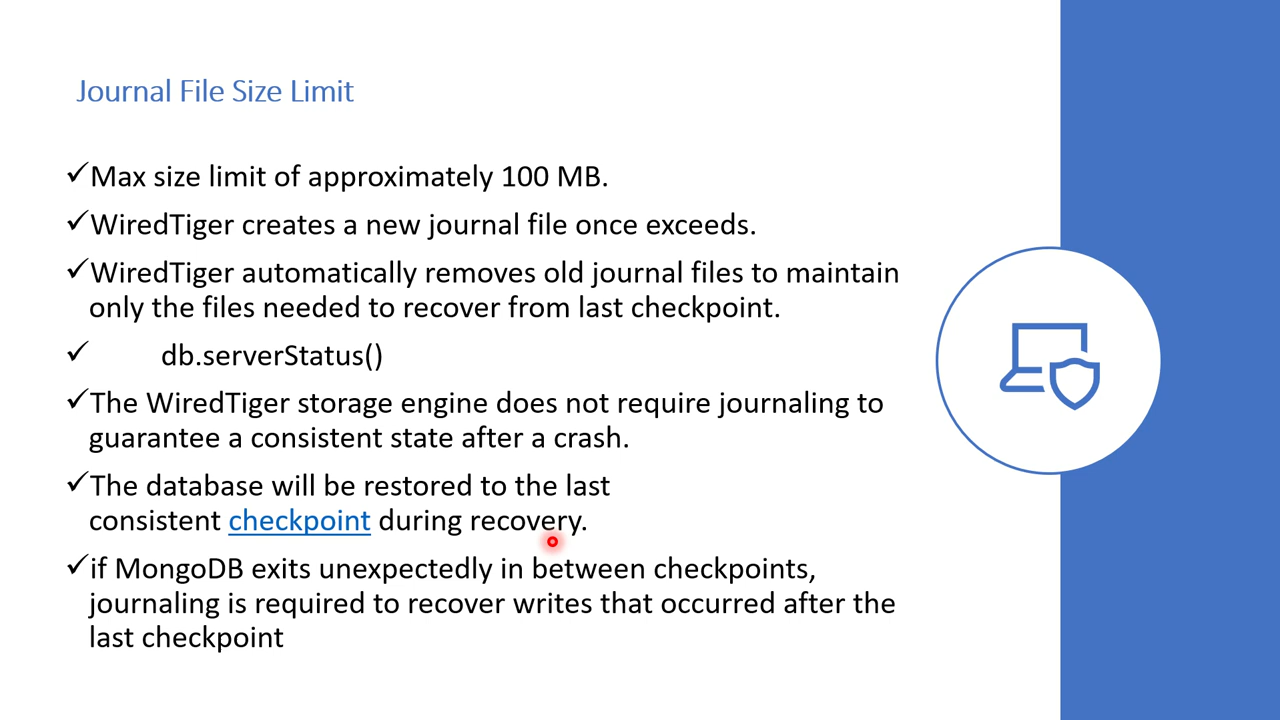 Journal File Size Limit
✓Max size limit of approximately 100 MB.
✓WiredTiger creates a new journal file once exceeds.
✓WiredTiger automatically removes old journal files to maintain
only the files needed to recover from last checkpoint.
✓ db.serverStatus()
✓The WiredTiger storage engine does not require journaling to
guarantee a consistent state after a crash.
✓The database will be restored to the last
consistent checkpoint during recovery.
✓if MongoDB exits unexpectedly in between checkpoints,
journaling is required to recover writes that occurred after the
last checkpoint